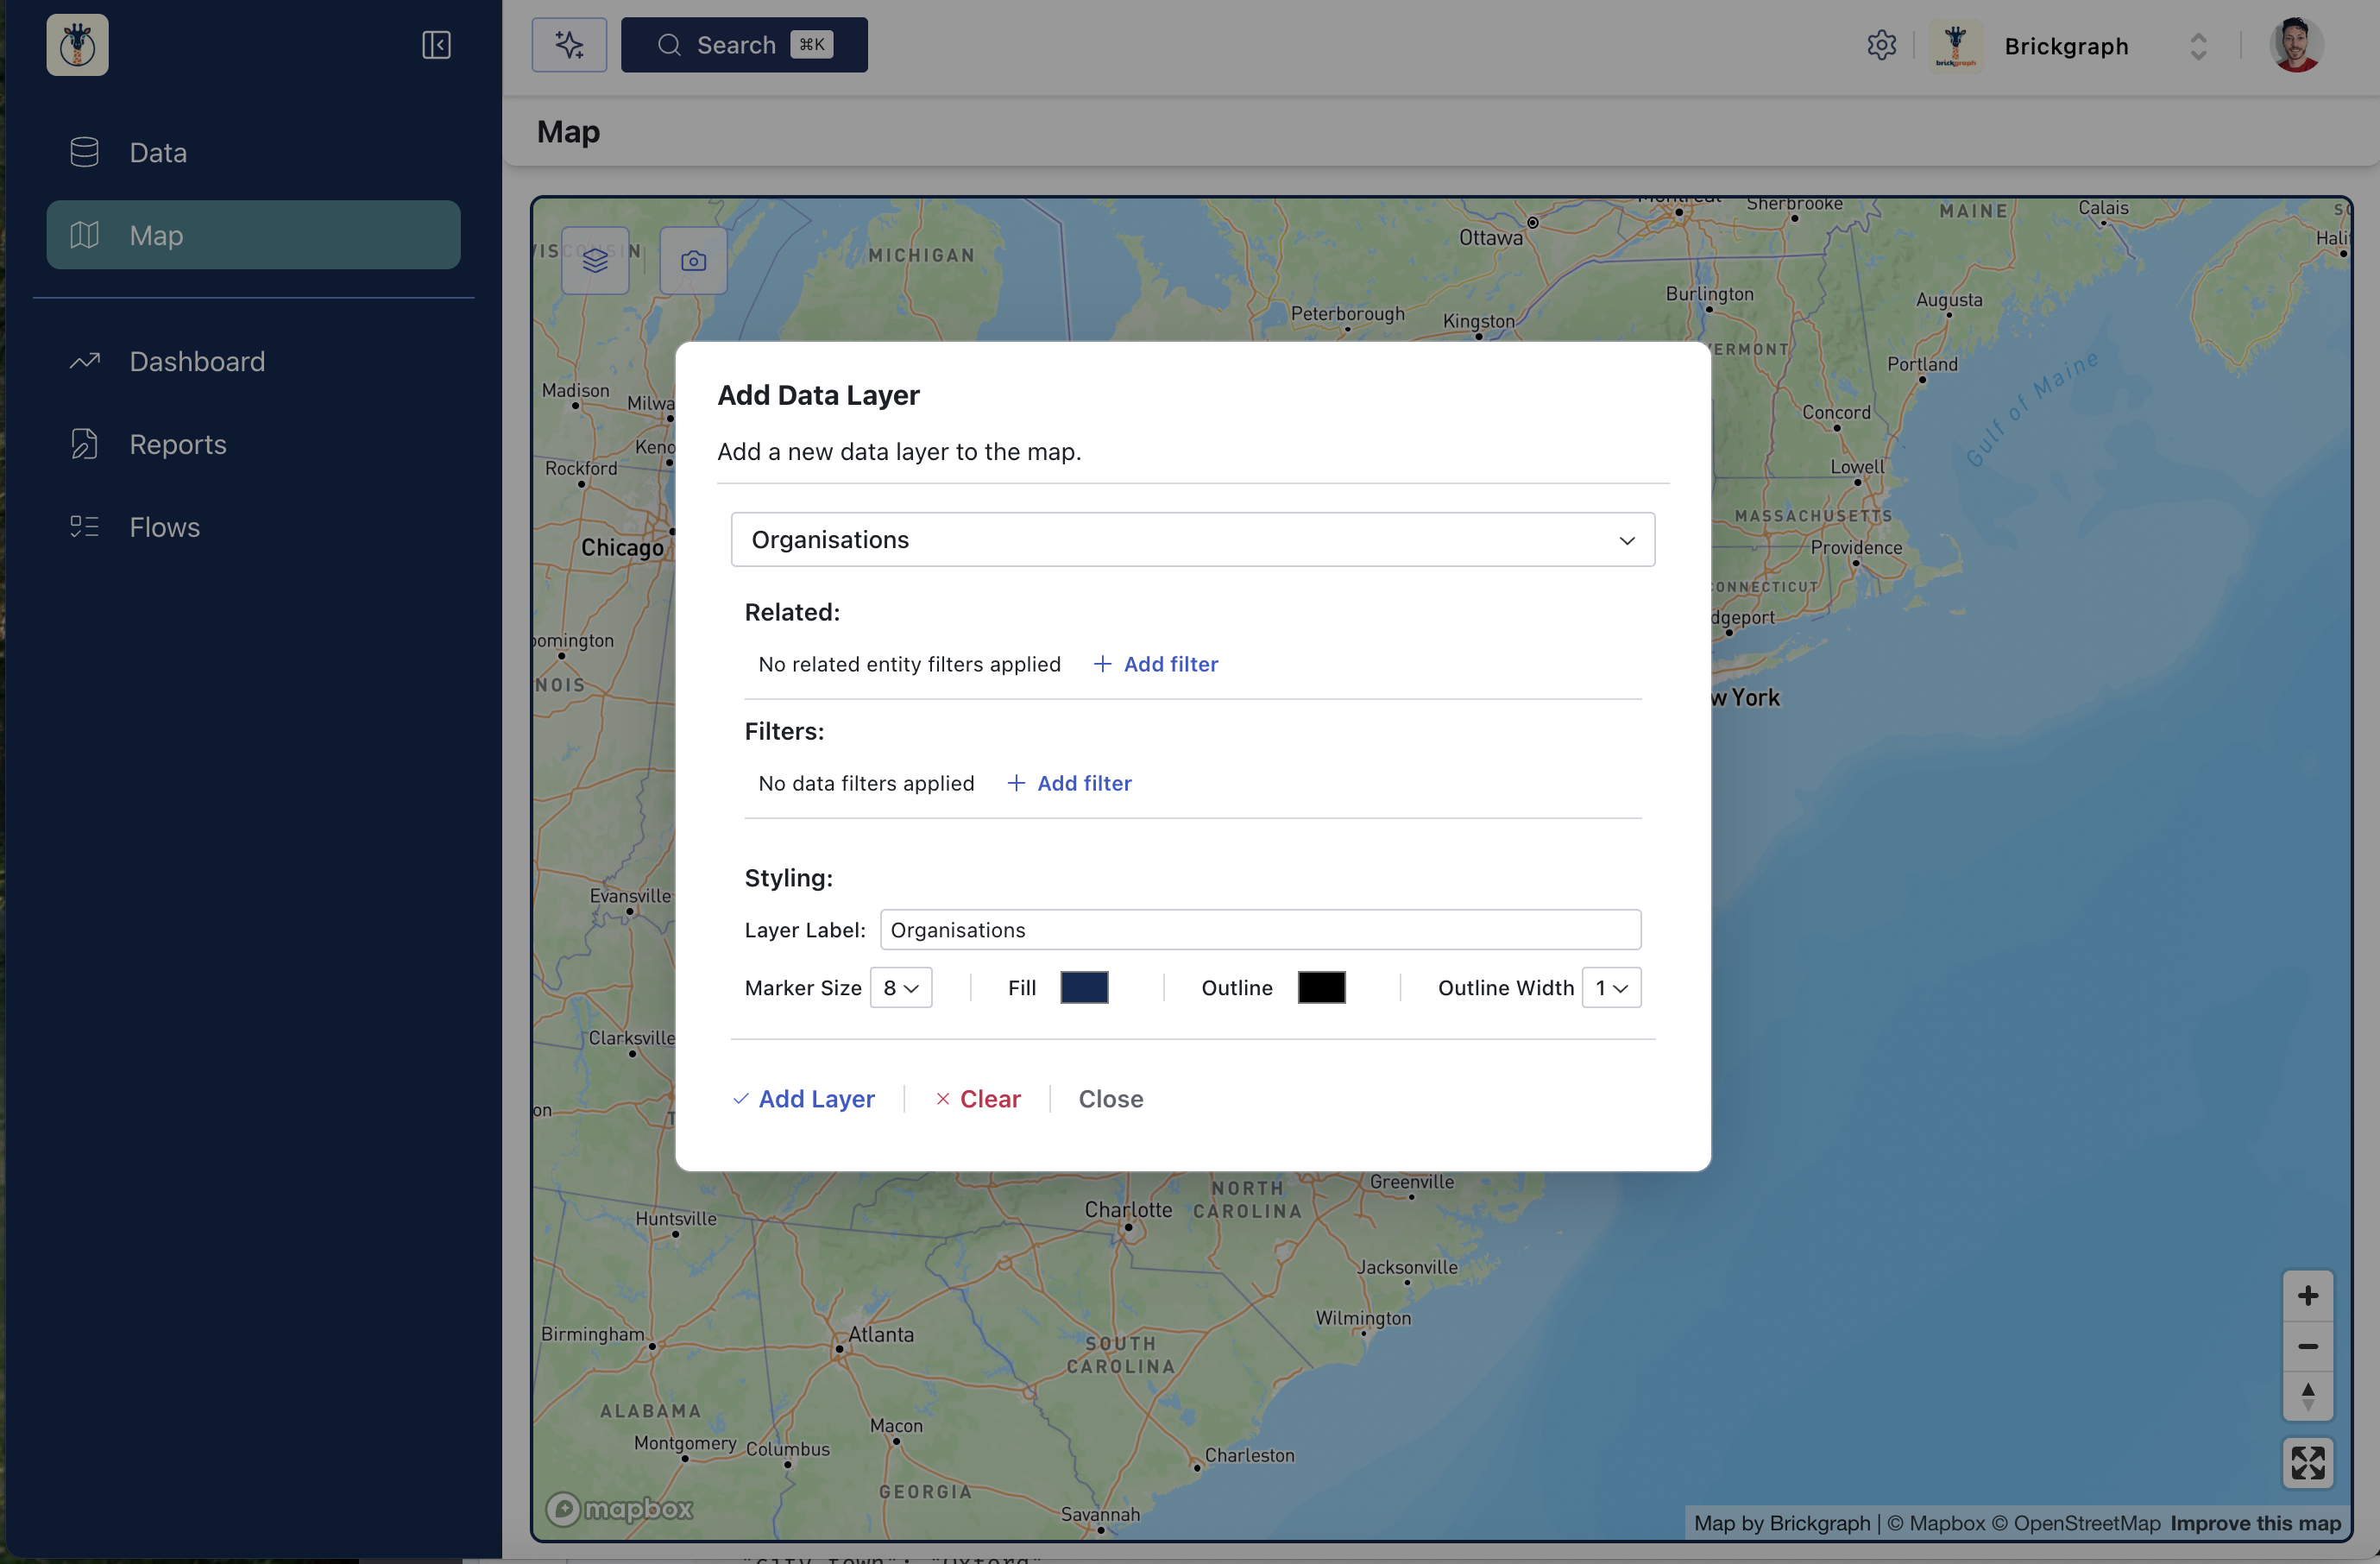 Search ⌘K
brickgraph
Brickgraph
Data
Map
Dashboard
Reports
Flows
Map
WISCONSIN
MICHIGAN
Ottawa
Montreal
Sherbrooke
MAINE
Calais
Hali
Peterborough
Kingston
Burlington
Augusta
VERMONT
Portland
Gulf of Maine
Madison
Milwa
Concord
Keno
Rockford
Lowell
MASSACHUSETTS
Chicago
Providence
CONNECTICUT
dgeport
oomington
NOIS
w York
Evansville
Clarksville
on
Add Data Layer
Add a new data layer to the map.
Organisations
Related:
No related entity filters applied + Add filter
Filters:
No data filters applied + Add filter
Styling:
Layer Label: Organisations
Marker Size 8 Fill Outline Outline Width 1
Add Layer Clear Close
NORTH
CAROLINA
Greenville
Charlotte
Huntsville
Jacksonville
Wilmington
Birmingham
Atlanta
SOUTH
CAROLINA
ALABAMA
Macon
Montgomery
Columbus
Charleston
GEORGIA
Savannah
mapbox
Map by Brickgraph | © Mapbox © OpenStreetMap Improve this map